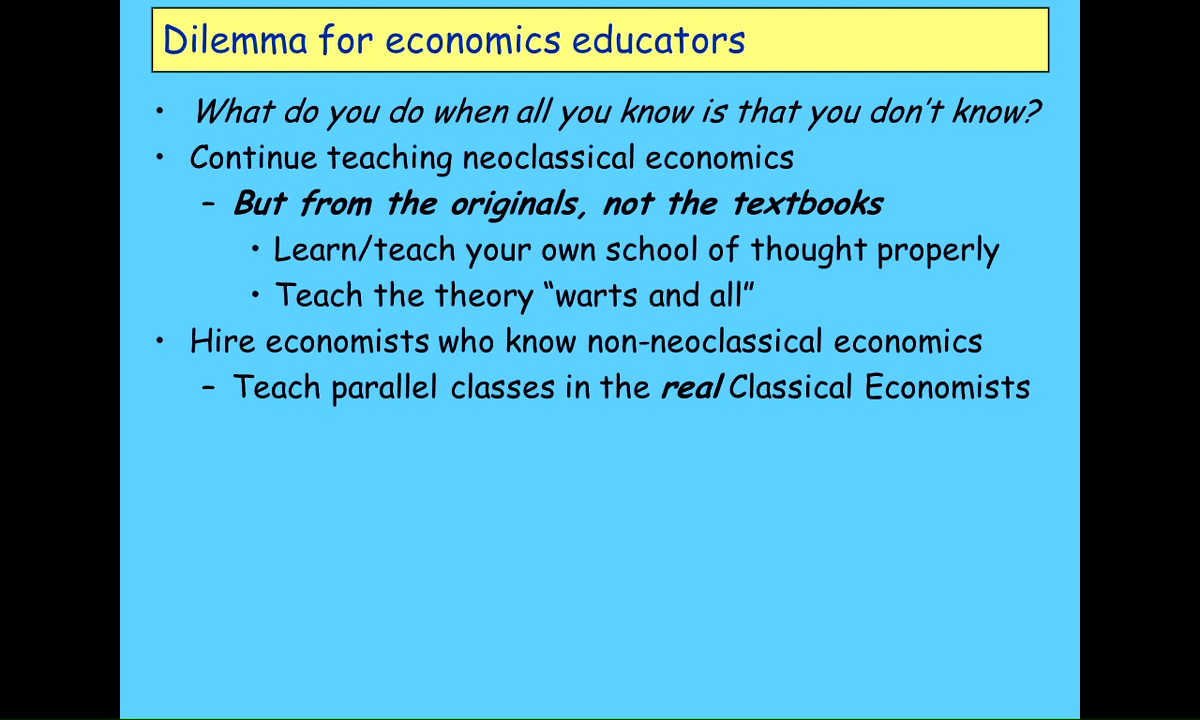 Dilemma for economics educators
• What do you do when all you know is that you don’t know?
• Continue teaching neoclassical economics
– But from the originals, not the textbooks
• Learn/teach your own school of thought properly
• Teach the theory “warts and all”
• Hire economists who know non-neoclassical economics
– Teach parallel classes in the real Classical Economists